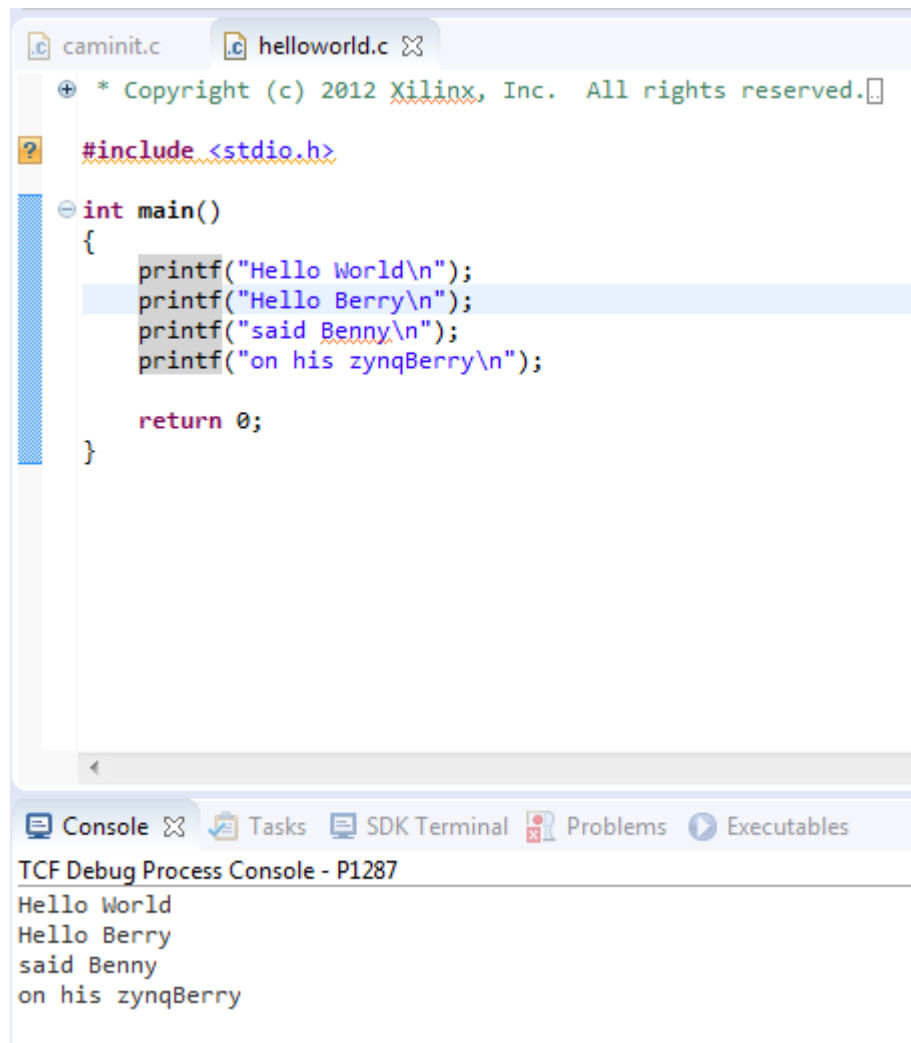 caminit.c helloworld.c
* Copyright (c) 2012 Xilinx, Inc.  All rights reserved.
#include <stdio.h>
int main()
{
    printf("Hello World\n");
    printf("Hello Berry\n");
    printf("said Benny\n");
    printf("on his zynqBerry\n");
    return 0;
}
Console Tasks SDK Terminal Problems Executables
TCF Debug Process Console - P1287
Hello World
Hello Berry
said Benny
on his zynqBerry